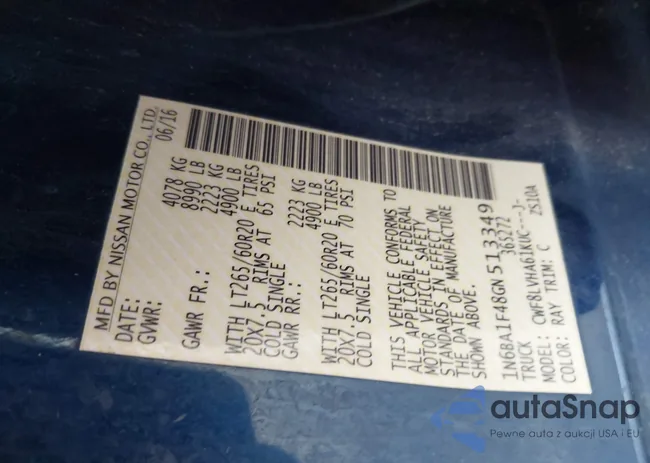 MFD BY NISSAN MOTOR CO., LTD.
DATE: 06/16
GVWR: 4078 KG
8990 LB
GAWR FR.: 2223 KG
4900 LB
WITH LT265/60R20 E TIRES
20X7.5 RIMS AT 65 PSI
COLD SINGLE
GAWR RR.: 2223 KG
4900 LB
WITH LT265/60R20 E TIRES
20X7.5 RIMS AT 70 PSI
COLD SINGLE
THIS VEHICLE CONFORMS TO
ALL APPLICABLE FEDERAL
MOTOR VEHICLE SAFETY
STANDARDS IN EFFECT ON
THE DATE OF MANUFACTURE
SHOWN ABOVE.
1N6BA1F48GN513349
TRUCK 365272
MODEL: CWF8LVHAG1KUC---J-
COLOR: RAY TRIM: C 2S10A
autaSnap
Pewne auta z aukcji USA i EU